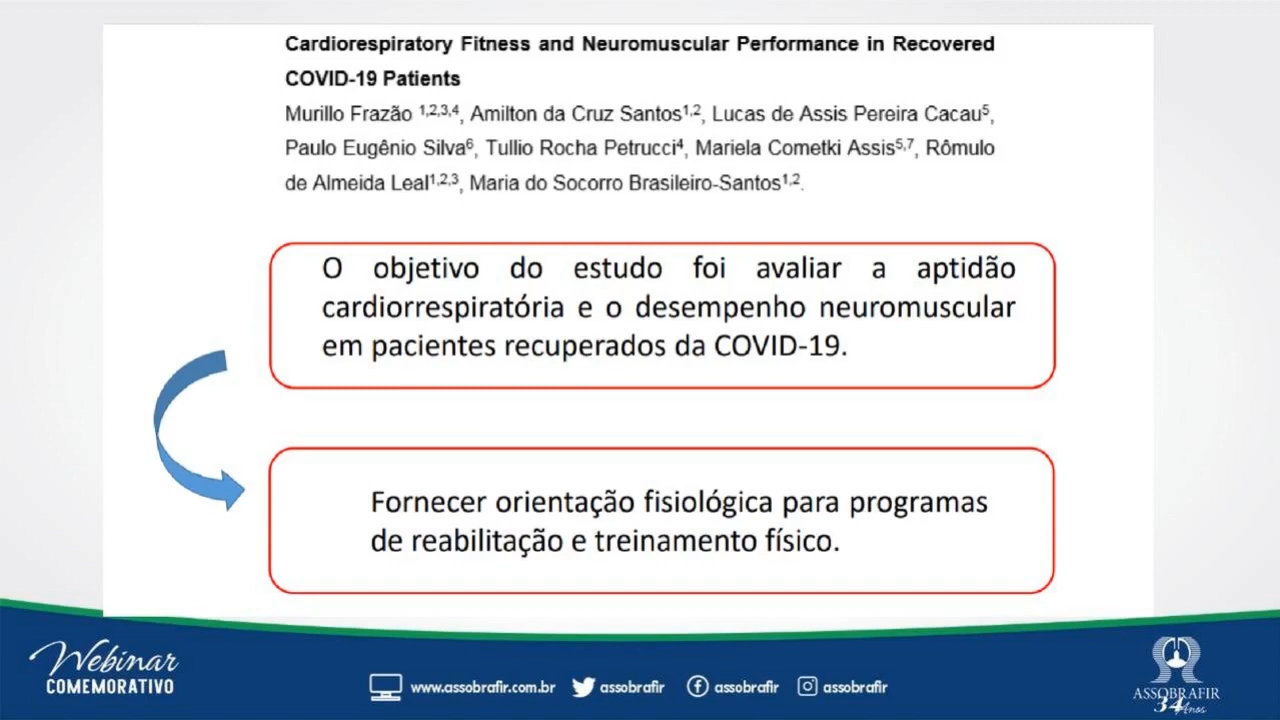 Cardiorespiratory Fitness and Neuromuscular Performance in Recovered
COVID-19 Patients
Murillo Frazão 1,2,3,4, Amilton da Cruz Santos1,2, Lucas de Assis Pereira Cacau5,
Paulo Eugênio Silva6, Tullio Rocha Petrucci4, Mariela Cometki Assis5,7, Rômulo
de Almeida Leal1,2,3, Maria do Socorro Brasileiro-Santos1,2.
O objetivo do estudo foi avaliar a aptidão
cardiorrespiratória e o desempenho neuromuscular
em pacientes recuperados da COVID-19.
Fornecer orientação fisiológica para programas
de reabilitação e treinamento físico.
Webinar
COMEMORATIVO
www.assobrafir.com.br assobrafir assobrafir assobrafir
ASSOBRAFIR
34 Anos